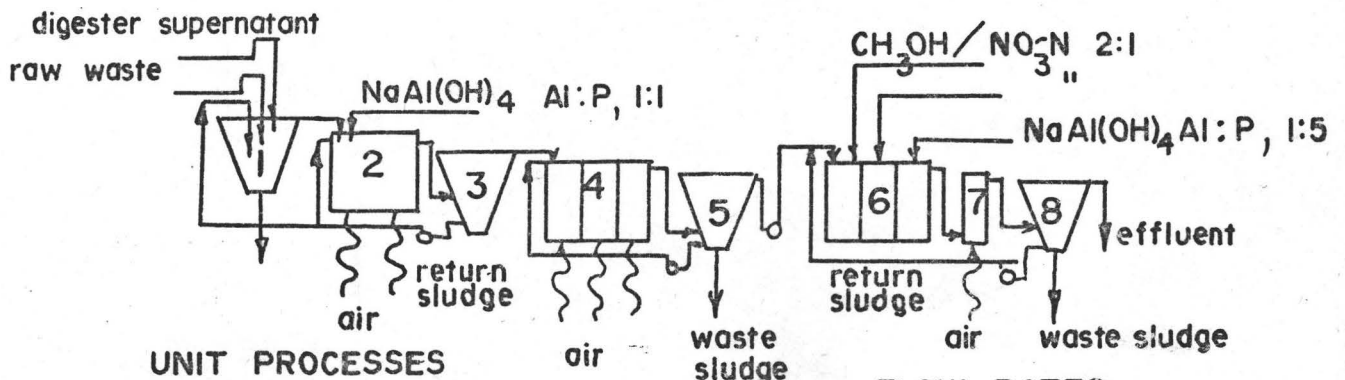 digester supernatant
raw waste
NaAl(OH)4 Al:P, 1:1
CH3OH/NO3-N 2:1
"
NaAl(OH)4 Al:P, 1:5
1
2
3
4
5
6
7
8
effluent
return
sludge
air
air
waste
sludge
return
sludge
air
waste sludge
UNIT PROCESSES